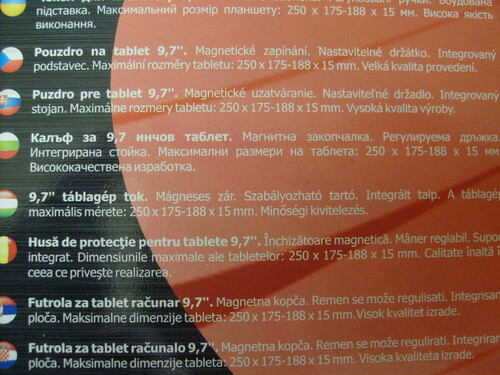 підставка. Максимальний розмір планшету: 250 x 175-188 x 15 мм. Висока якість
виконання.
Pouzdro na tablet 9,7". Magnetické zapínání. Nastavitelné držátko. Integrovaný
podstavec. Maximální rozměry tabletu: 250 x 175-188 x 15 mm. Velká kvalita provedení.
Puzdro pre tablet 9,7". Magnetické uzatváranie. Nastaviteľné držadlo. Integrovaný
stojan. Maximálne rozmery tabletu: 250 x 175-188 x 15 mm. Vysoká kvalita výroby.
Калъф за 9,7 инчов таблет. Магнитна закопчалка. Регулируема дръжка.
Интегрирана стойка. Максимални размери на таблета: 250 x 175-188 x 15 мм
Висококачествена изработка.
9,7" táblagép tok. Mágneses zár. Szabályozható tartó. Integrált talp. A táblagép
maximális mérete: 250 x 175-188 x 15 mm. Minőségi kivitelezés.
Husă de protecție pentru tablete 9,7". Închizătoare magnetică. Mâner reglabil. Supor
integrat. Dimensiunile maximale ale tabletelor: 250 x 175-188 x 15 mm. Calitate înaltă î
ceea ce privește realizarea.
Futrola za tablet računar 9,7". Magnetna kopča. Remen se može regulisati. Integrisan
ploča. Maksimalne dimenzije tableta: 250 x 175-188 x 15 mm. Visok kvalitet izrade.
Futrola za tablet računalo 9,7". Magnetna kopča. Remen se može regulirati. Integriran
ploča. Maksimalne dimenzije tableta: 250 x 175-188 x 15 mm. Visoka kvaliteta izrade.